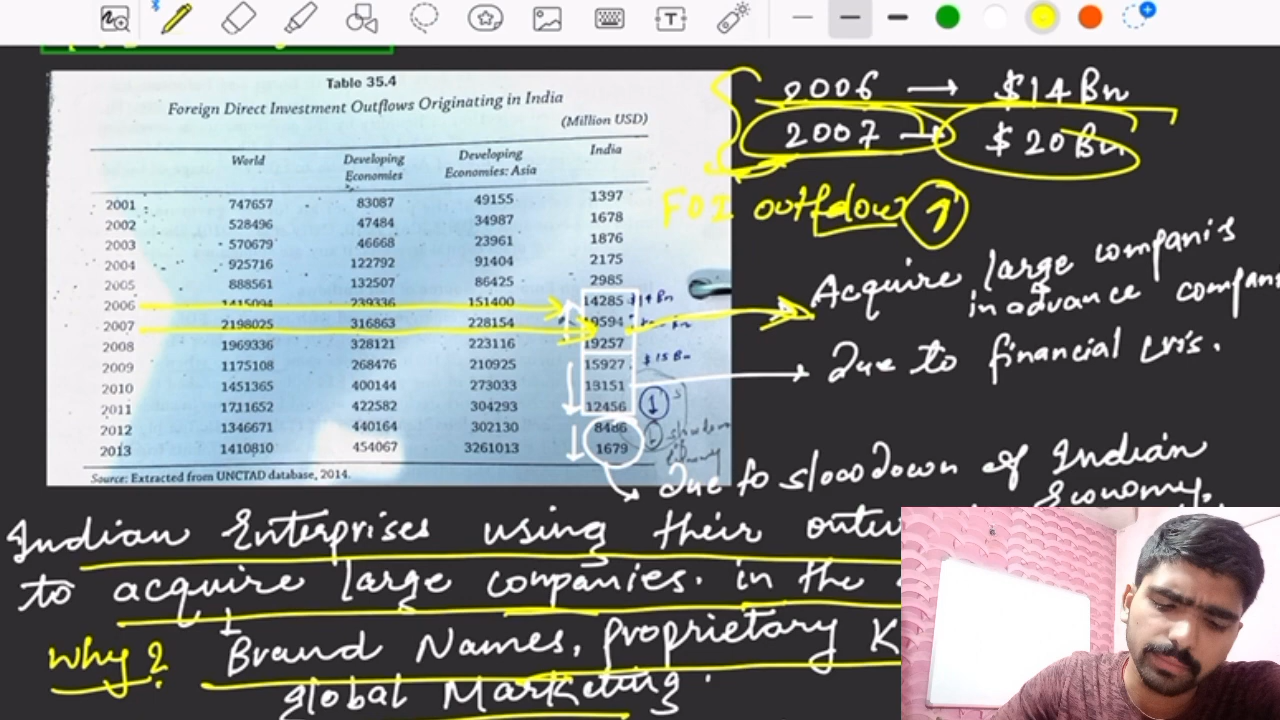 Table 35.4
Foreign Direct Investment Outflows Originating in India
(Million USD)
World Developing Economies Developing Economies: Asia India
2001 747657 83087 49155 1397
2002 528496 47484 34987 1678
2003 570679 46668 23961 1876
2004 925716 122792 91404 2175
2005 888561 132507 86425 2985
2006 1415094 239336 151400 14285 $14 Bn
2007 2198025 316863 228154 19594
2008 1969336 328121 223116 19257
2009 1175108 268476 210925 15927 $15 Bn
2010 1451365 400144 273033 13151
2011 1711652 422582 304293 12456
2012 1346671 440164 302130 8486
2013 1410810 454067 3261013 1679
Source: Extracted from UNCTAD database, 2014.
2006 → $14 Bn
2007 → $20 Bn
FDI outflow ↑
Acquire large companis
in advance compan
Due to financial cris.
Due to slowdown of Indian
Economy.
Indian Enterprises using their outw
to acquire large companies. in the
Why? Brand Names, proprietary K
global Marketing.